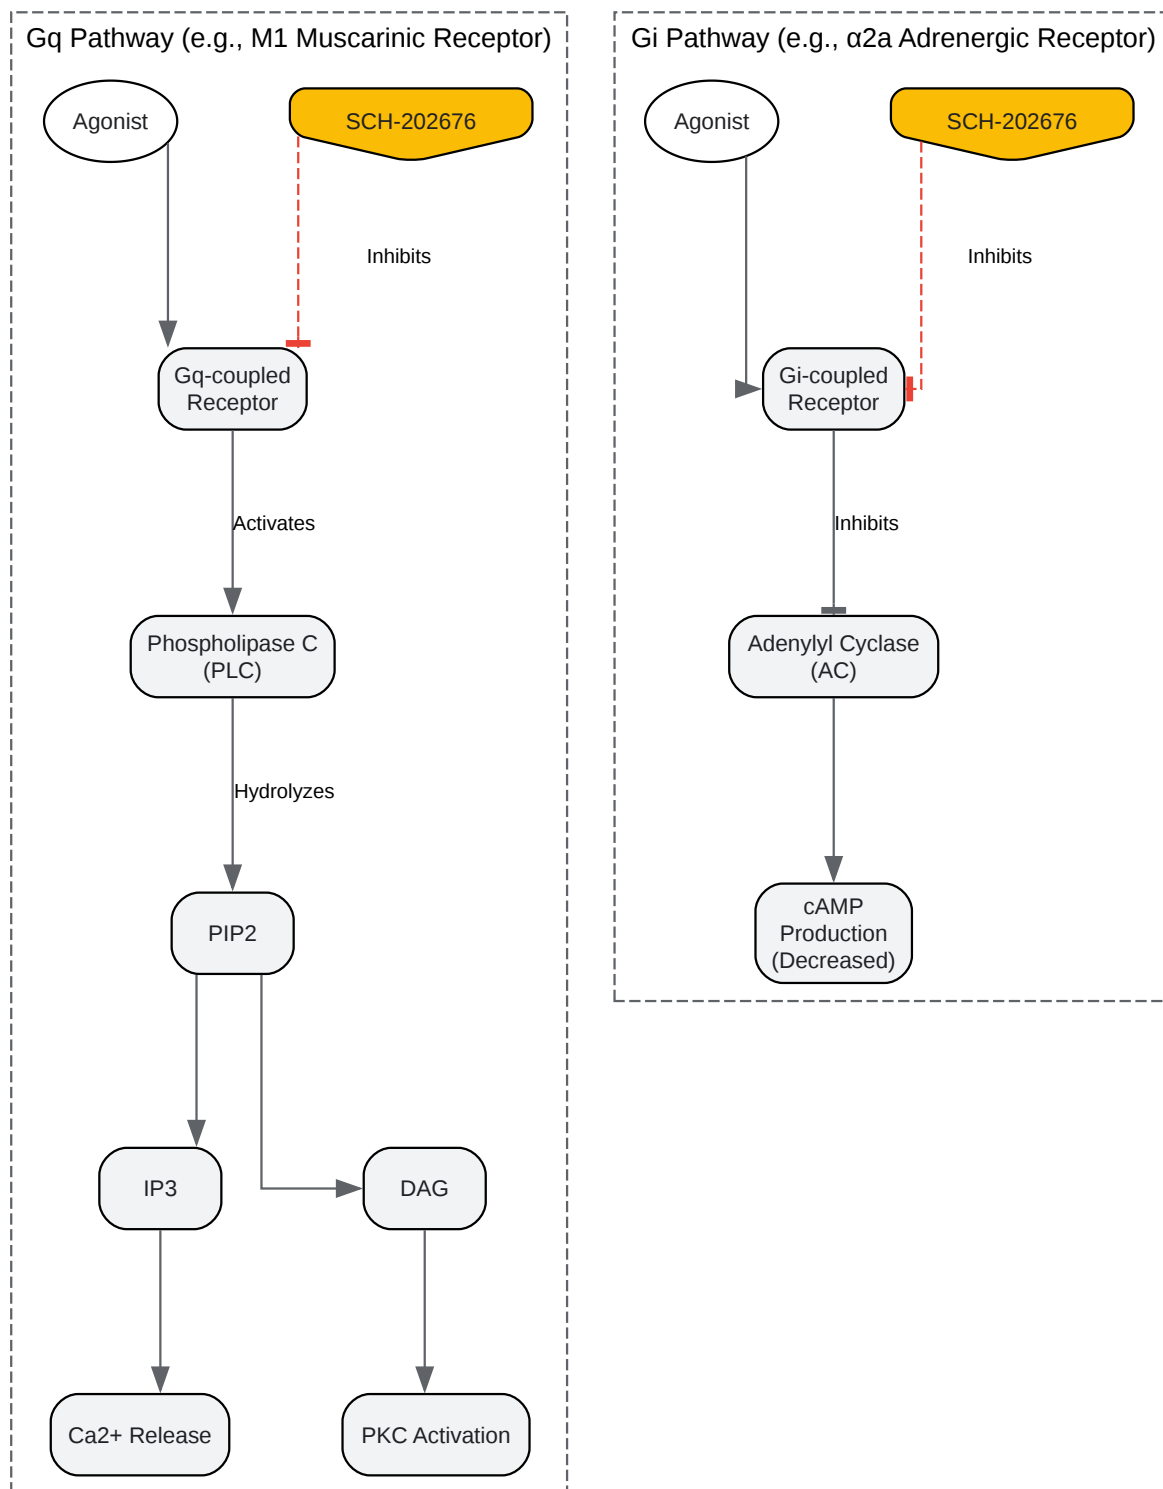 Gq Pathway (e.g., M1 Muscarinic Receptor)
Agonist
SCH-202676
Inhibits
Gq-coupled
Receptor
Activates
Phospholipase C
(PLC)
Hydrolyzes
PIP2
IP3
DAG
Ca2+ Release
PKC Activation
Gi Pathway (e.g., α2a Adrenergic Receptor)
Agonist
SCH-202676
Inhibits
Gi-coupled
Receptor
Inhibits
Adenylyl Cyclase
(AC)
cAMP
Production
(Decreased)